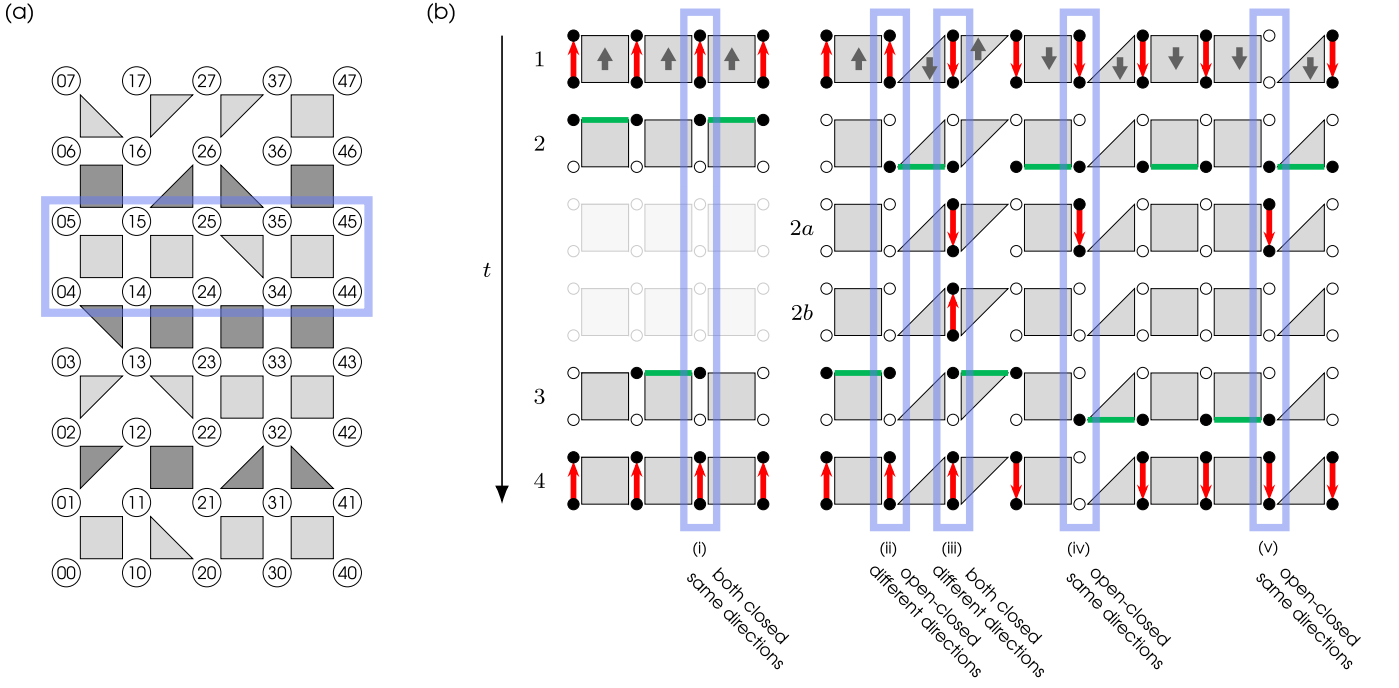 (a)
07 17 27 37 47
06 16 26 36 46
05 15 25 35 45
04 14 24 34 44
03 13 23 33 43
02 12 22 32 42
01 11 21 31 41
00 10 20 30 40
(b)
t
1
2
2a
2b
3
4
(i)
both closed
same directions
(ii)
open-closed
different directions
(iii)
both closed
different directions
(iv)
open-closed
same directions
(v)
open-closed
same directions